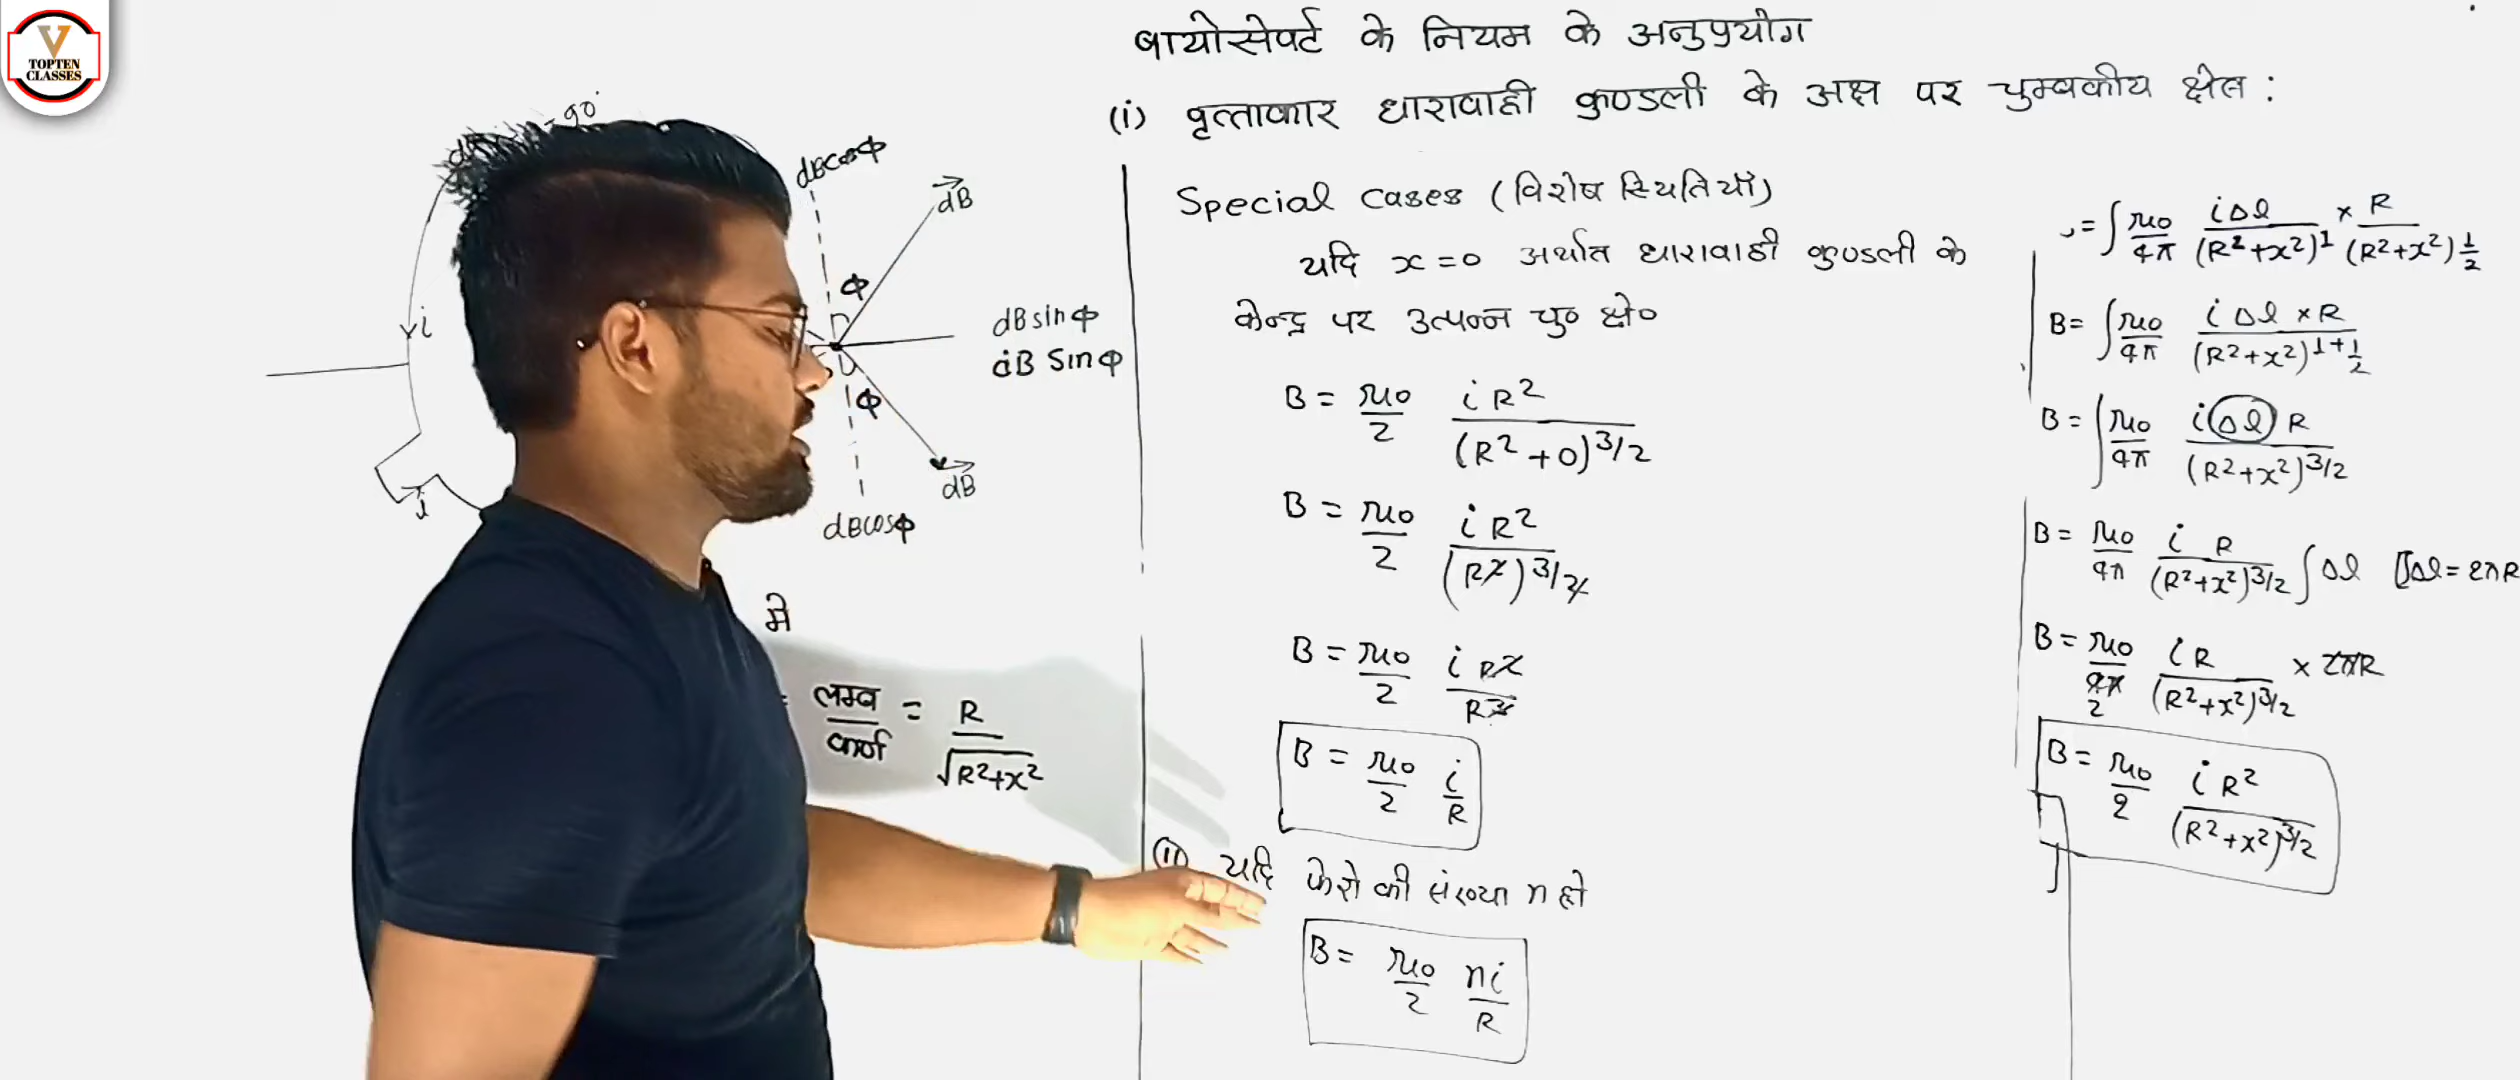 V
TOPTEN
CLASSES
बायोसेवर्ट के नियम के अनुप्रयोग
(i) वृत्ताकार धारावाही कुण्डली के अक्ष पर चुम्बकीय क्षेत्र :
90°
dBcosϕ
dB
ϕ
i
dB sinϕ
dB Sinϕ
ϕ
dB
dBcosϕ
i
में
= लम्ब/कर्ण = R/√R²+x²
Special Cases (विशेष स्थितियाँ)
यदि x = 0 अर्थात धारावाही कुण्डली के
केन्द्र पर उत्पन्न चु० क्षे०
B = μ0/2 iR²/(R²+0)^3/2
B = μ0/2 iR²/(R²)^3/2
B = μ0/2 iR²/R³
B = μ0/2 i/R
(ii) यदि फेरो की संख्या n हो
B = μ0/2 ni/R
= ∫ μ0/4π iΔl/(R²+x²)^1 × R/(R²+x²)^1/2
B = ∫ μ0/4π iΔl×R/(R²+x²)^1+1/2
B = ∫ μ0/4π iΔl R/(R²+x²)^3/2
B = μ0/4π i R/(R²+x²)^3/2 ∫Δl [∫Δl = 2πR
B = μ0/4π iR/(R²+x²)^3/2 × 2πR
2
B = μ0/2 iR²/(R²+x²)^3/2